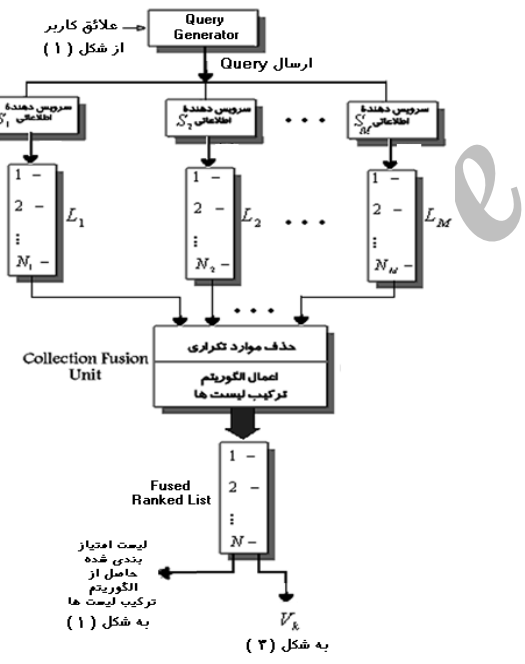 علائق کاربر
از شکل (۱)
Query
Generator
ارسال Query
سرویس دهندهٔ
اطلاعاتی S1
سرویس دهندهٔ
اطلاعاتی S2
...
سرویس دهندهٔ
اطلاعاتی SM
1 –
2 –
⋮
N1 –
L1
1 –
2 –
⋮
N2 –
L2
...
1 –
2 –
⋮
NM –
LM
e
...
Collection Fusion
Unit
حذف موارد تکراری
اعمال الگوریتم
ترکیب لیست ها
Fused
Ranked List
1 –
2 –
⋮
N –
لیست امتیاز
بندی شده
حاصل از
الگوریتم
ترکیب لیست ها
به شکل (۱)
Vk
به شکل (۳)